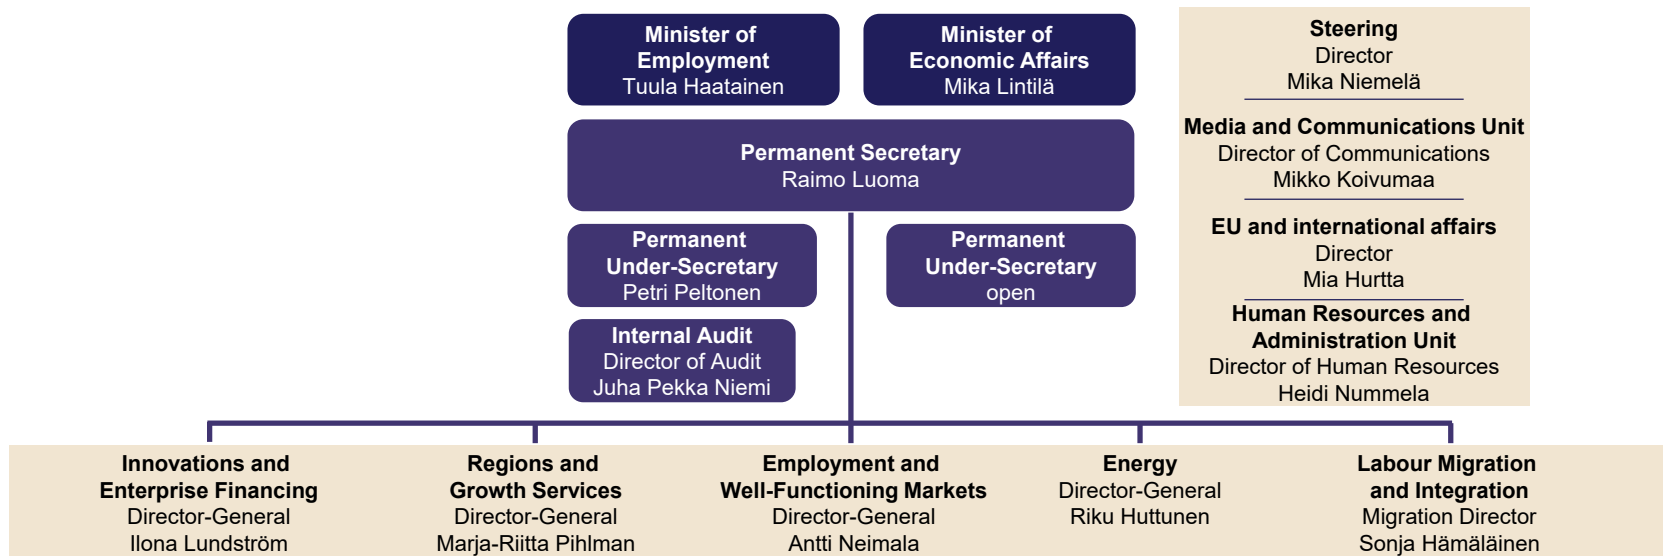 Minister of
Employment
Tuula Haatainen
Minister of
Economic Affairs
Mika Lintilä
Permanent Secretary
Raimo Luoma
Permanent
Under-Secretary
Petri Peltonen
Permanent
Under-Secretary
open
Internal Audit
Director of Audit
Juha Pekka Niemi
Steering
Director
Mika Niemelä
Media and Communications Unit
Director of Communications
Mikko Koivumaa
EU and international affairs
Director
Mia Hurtta
Human Resources and
Administration Unit
Director of Human Resources
Heidi Nummela
Innovations and
Enterprise Financing
Director-General
Ilona Lundström
Regions and
Growth Services
Director-General
Marja-Riitta Pihlman
Employment and
Well-Functioning Markets
Director-General
Antti Neimala
Energy
Director-General
Riku Huttunen
Labour Migration
and Integration
Migration Director
Sonja Hämäläinen